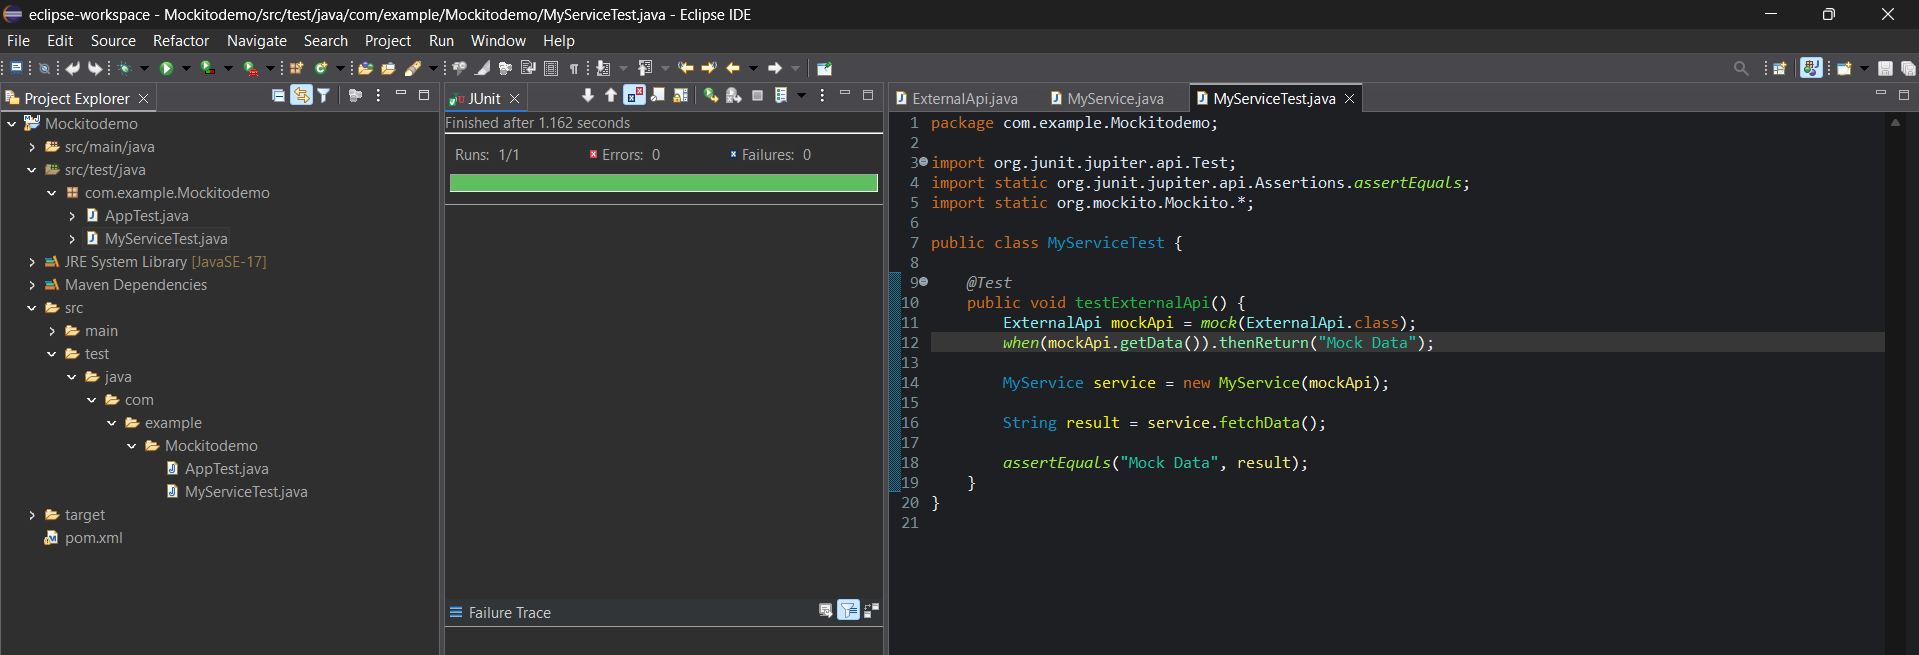 eclipse-workspace - Mockitodemo/src/test/java/com/example/Mockitodemo/MyServiceTest.java - Eclipse IDE
File Edit Source Refactor Navigate Search Project Run Window Help
Project Explorer
Mockitodemo
src/main/java
src/test/java
com.example.Mockitodemo
AppTest.java
MyServiceTest.java
JRE System Library [JavaSE-17]
Maven Dependencies
src
main
test
java
com
example
Mockitodemo
AppTest.java
MyServiceTest.java
target
pom.xml
JUnit
Finished after 1.162 seconds
Runs: 1/1 Errors: 0 Failures: 0
Failure Trace
ExternalApi.java MyService.java MyServiceTest.java
1 package com.example.Mockitodemo;
2
3 import org.junit.jupiter.api.Test;
4 import static org.junit.jupiter.api.Assertions.assertEquals;
5 import static org.mockito.Mockito.*;
6
7 public class MyServiceTest {
8
9     @Test
10     public void testExternalApi() {
11         ExternalApi mockApi = mock(ExternalApi.class);
12         when(mockApi.getData()).thenReturn("Mock Data");
13
14         MyService service = new MyService(mockApi);
15
16         String result = service.fetchData();
17
18         assertEquals("Mock Data", result);
19     }
20 }
21